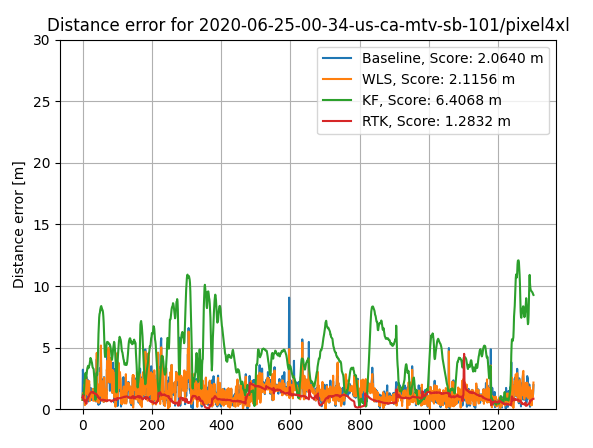 Distance error for 2020-06-25-00-34-us-ca-mtv-sb-101/pixel4xl
Baseline, Score: 2.0640 m
WLS, Score: 2.1156 m
KF, Score: 6.4068 m
RTK, Score: 1.2832 m
Distance error [m]
30
25
20
15
10
5
0
0 200 400 600 800 1000 1200